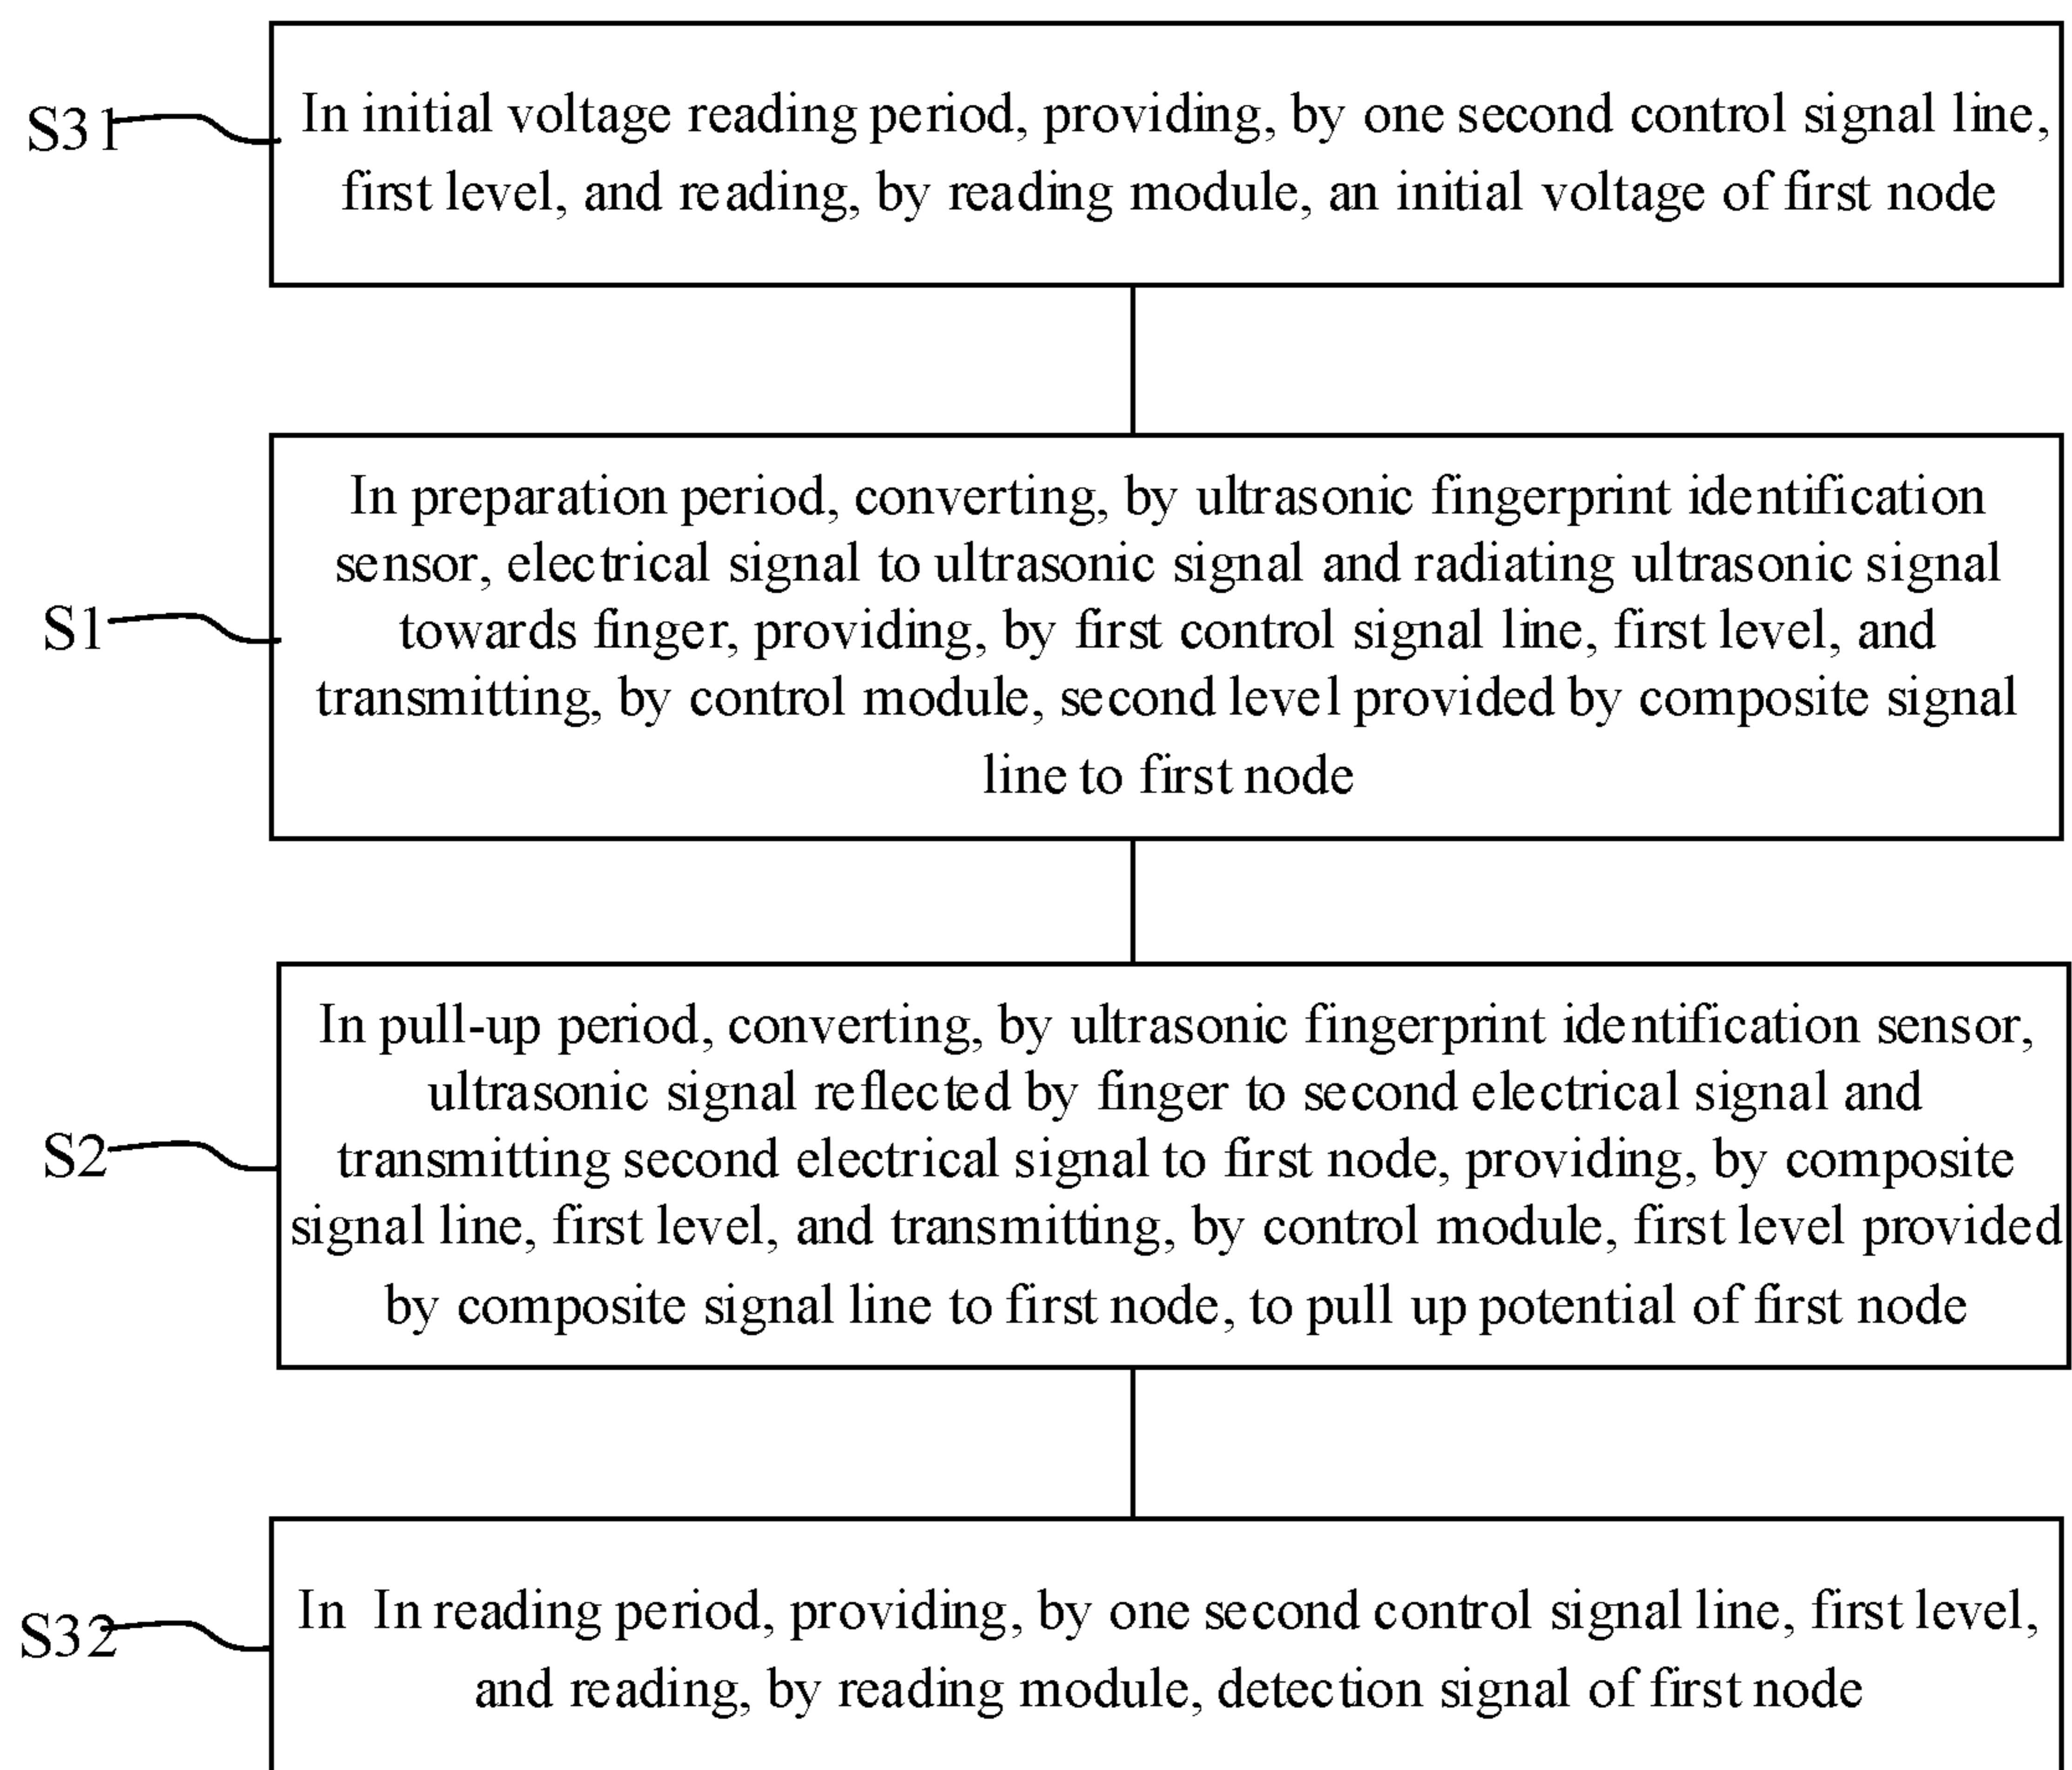 S31
In initial voltage reading period, providing, by one second control signal line,
first level, and reading, by reading module, an initial voltage of first node
S1
In preparation period, converting, by ultrasonic fingerprint identification
sensor, electrical signal to ultrasonic signal and radiating ultrasonic signal
towards finger, providing, by first control signal line, first level, and
transmitting, by control module, second level provided by composite signal
line to first node
S2
In pull-up period, converting, by ultrasonic fingerprint identification sensor,
ultrasonic signal reflected by finger to second electrical signal and
transmitting second electrical signal to first node, providing, by composite
signal line, first level, and transmitting, by control module, first level provided
by composite signal line to first node, to pull up potential of first node
S32
In In reading period, providing, by one second control signal line, first level,
and reading, by reading module, detection signal of first node